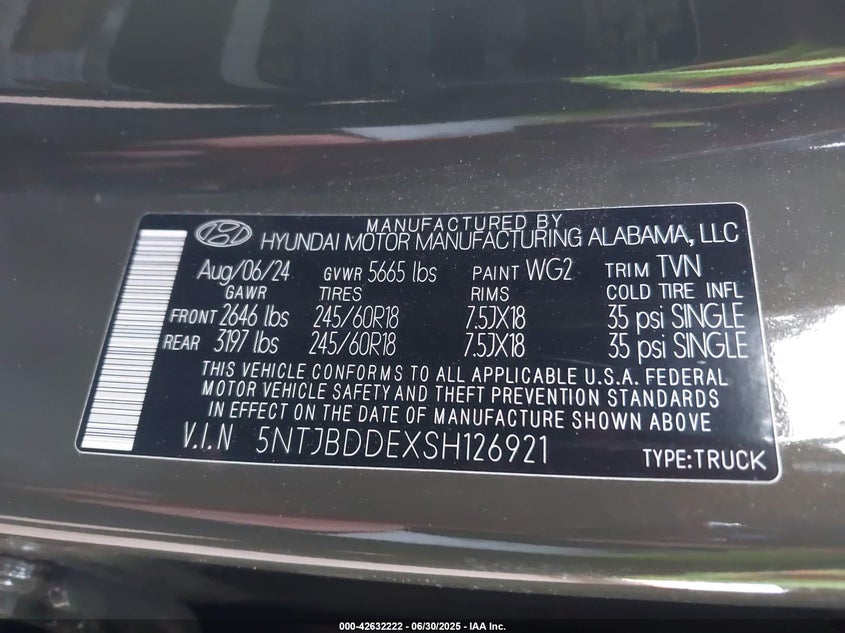 MANUFACTURED BY
HYUNDAI MOTOR MANUFACTURING ALABAMA, LLC
Aug/06/24 GVWR 5665 lbs PAINT WG2 TRIM TVN
GAWR TIRES RIMS COLD TIRE INFL
FRONT 2646 lbs 245/60R18 7.5JX18 35 psi SINGLE
REAR 3197 lbs 245/60R18 7.5JX18 35 psi SINGLE
THIS VEHICLE CONFORMS TO ALL APPLICABLE U.S.A. FEDERAL
MOTOR VEHICLE SAFETY AND THEFT PREVENTION STANDARDS
IN EFFECT ON THE DATE OF MANUFACTURE SHOWN ABOVE
V.I.N 5NTJBDDEXSH126921 TYPE:TRUCK
000-42632222 - 06/30/2025 - IAA Inc.